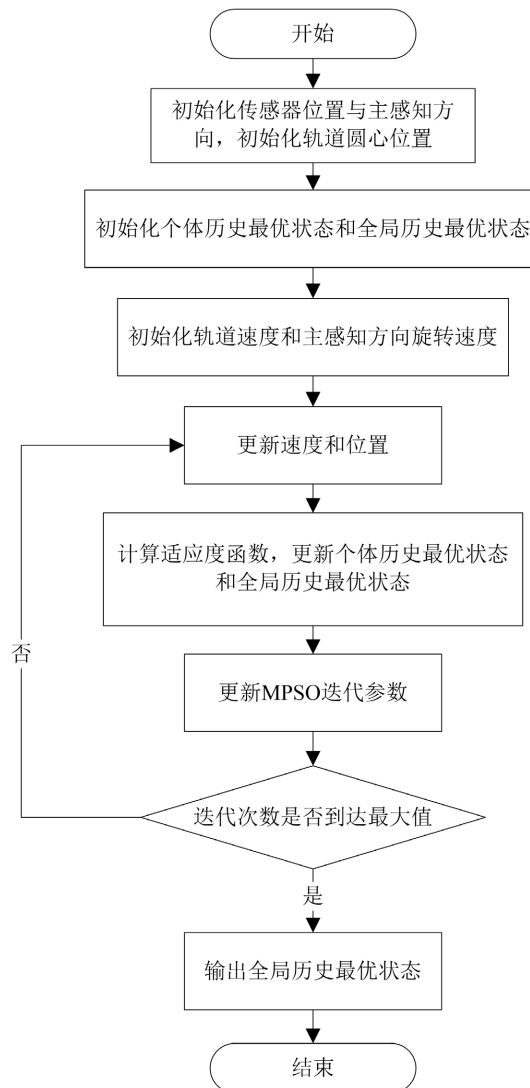 开始
初始化传感器位置与主感知方
向，初始化轨道圆心位置
初始化个体历史最优状态和全局历史最优状态
初始化轨道速度和主感知方向旋转速度
更新速度和位置
计算适应度函数，更新个体历史最优状态
和全局历史最优状态
否
更新MPSO迭代参数
迭代次数是否到达最大值
是
输出全局历史最优状态
结束